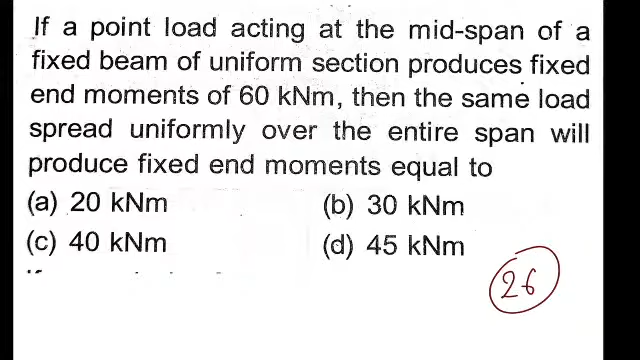 If a point load acting at the mid-span of a
fixed beam of uniform section produces fixed
end moments of 60 kNm, then the same load
spread uniformly over the entire span will
produce fixed end moments equal to
(a) 20 kNm (b) 30 kNm
(c) 40 kNm (d) 45 kNm
26